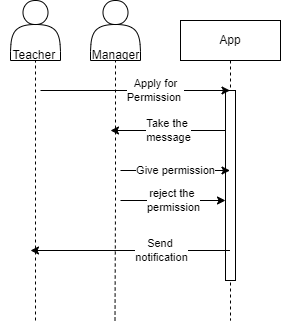 Teacher
Manager
App
Apply for
Permission
Take the
message
Give permission
reject the
permission
Send
notification